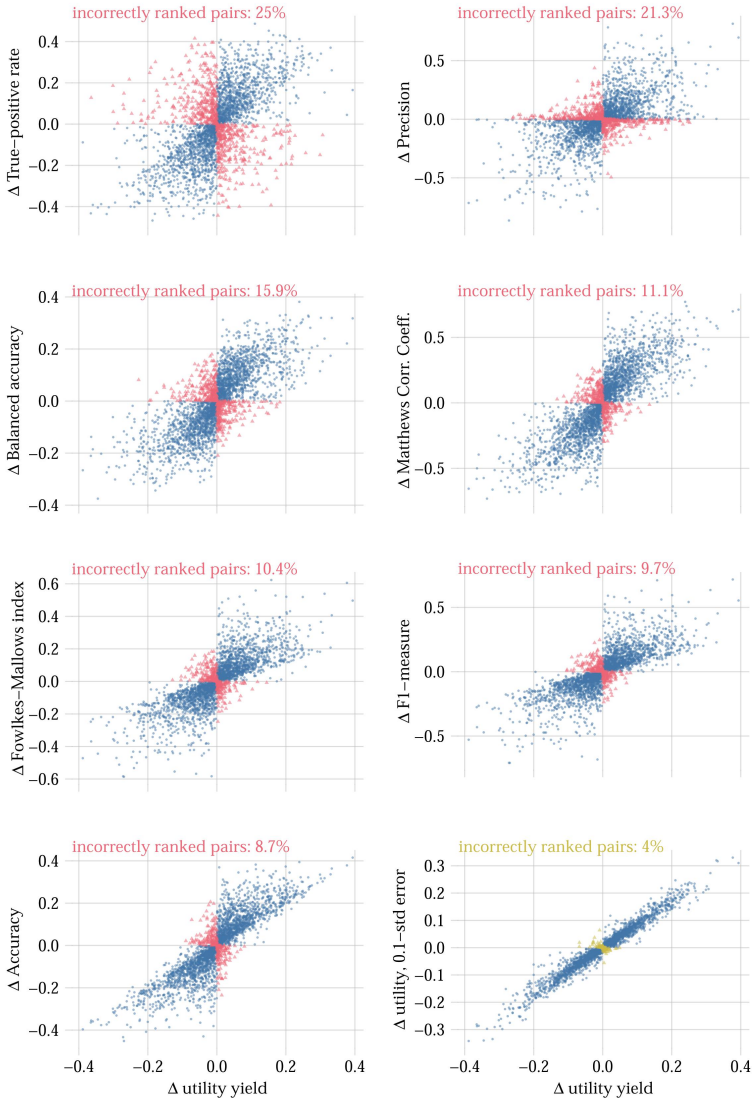 incorrectly ranked pairs: 25%
Δ True−positive rate
0.4
0.2
0.0
−0.2
−0.4
incorrectly ranked pairs: 21.3%
Δ Precision
0.5
0.0
−0.5
incorrectly ranked pairs: 15.9%
Δ Balanced accuracy
0.4
0.2
0.0
−0.2
−0.4
incorrectly ranked pairs: 11.1%
Δ Matthews Corr. Coeff.
0.5
0.0
−0.5
incorrectly ranked pairs: 10.4%
Δ Fowlkes−Mallows index
0.6
0.4
0.2
0.0
−0.2
−0.4
−0.6
incorrectly ranked pairs: 9.7%
Δ F1−measure
0.5
0.0
−0.5
incorrectly ranked pairs: 8.7%
Δ Accuracy
0.4
0.2
0.0
−0.2
−0.4
−0.4 −0.2 0.0 0.2 0.4
Δ utility yield
incorrectly ranked pairs: 4%
Δ utility, 0.1−std error
0.3
0.2
0.1
0.0
−0.1
−0.2
−0.3
−0.4 −0.2 0.0 0.2 0.4
Δ utility yield